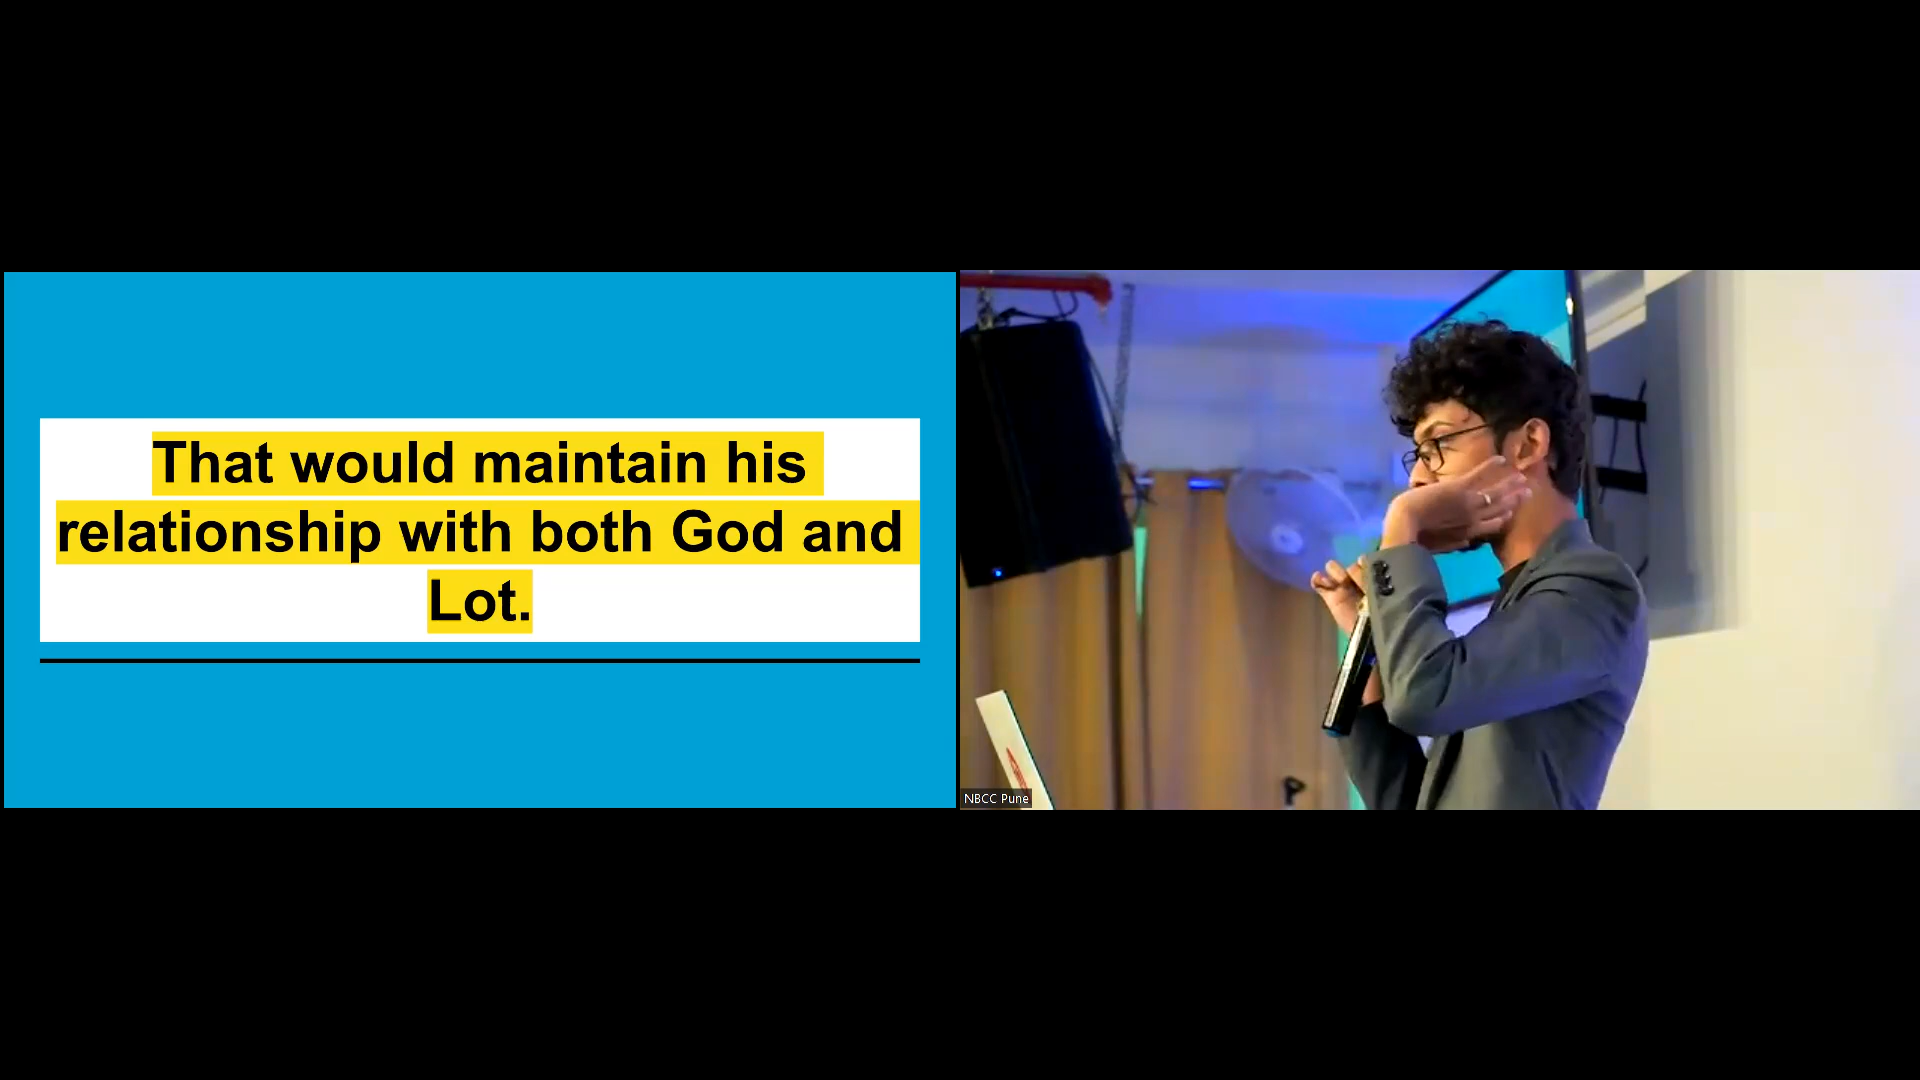 That would maintain his
relationship with both God and
Lot.
NBCC Pune